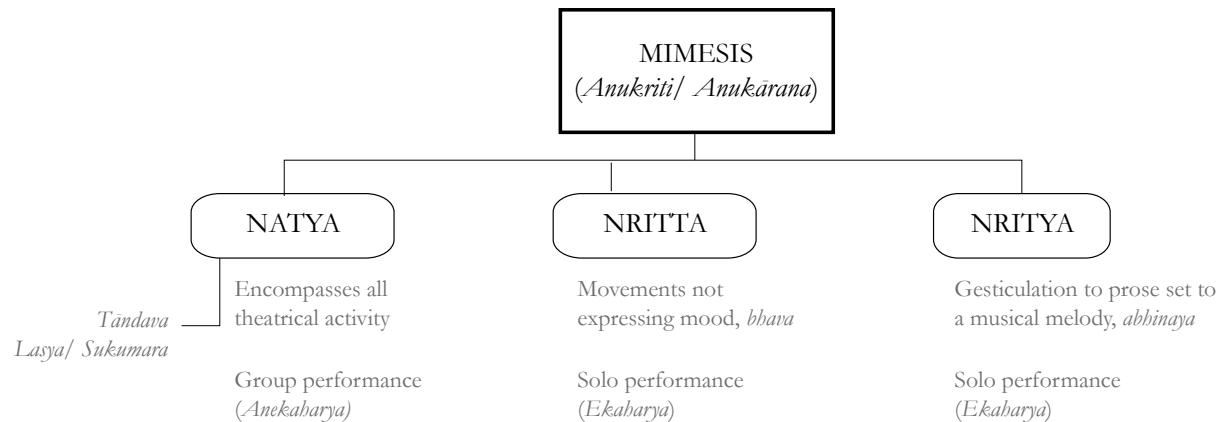 MIMESIS
(Anukriti/ Anukārana)
NATYA
NRITTA
NRITYA
Tāndava
Lasya/ Sukumara
Encompasses all
theatrical activity
Group performance
(Anekaharya)
Movements not
expressing mood, bhava
Solo performance
(Ekaharya)
Gesticulation to prose set to
a musical melody, abhinaya
Solo performance
(Ekaharya)